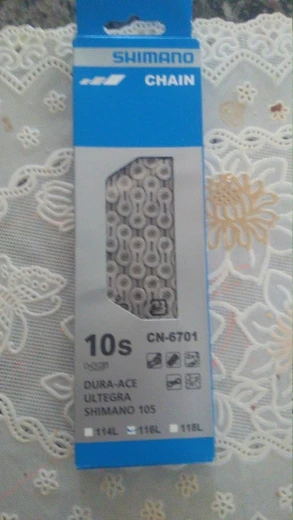 SHIMANO
CHAIN
10s
CN-6701
DURA-ACE
ULTEGRA
SHIMANO 105
114L
116L
118L